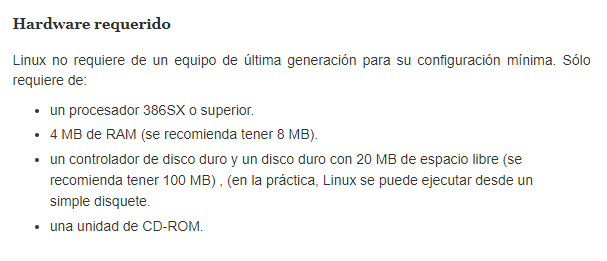 Hardware requerido
Linux no requiere de un equipo de última generación para su configuración mínima. Sólo
requiere de:
• un procesador 386SX o superior.
• 4 MB de RAM (se recomienda tener 8 MB).
• un controlador de disco duro y un disco duro con 20 MB de espacio libre (se
recomienda tener 100 MB) , (en la práctica, Linux se puede ejecutar desde un
simple disquete.
• una unidad de CD-ROM.